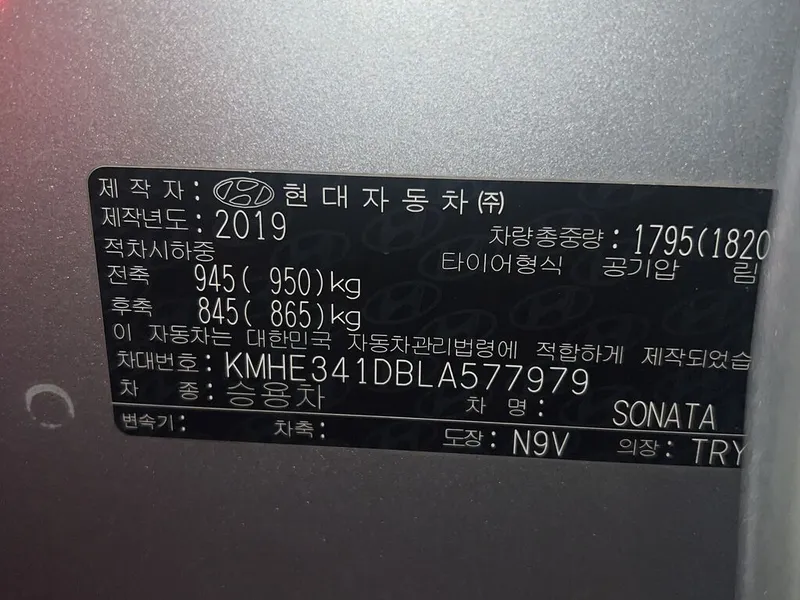 제 작 자 : 현대자동차㈜
제작년도 : 2019
차량총중량 : 1795(1820
적차시하중
타이어형식 공기압 림
전축 945( 950)kg
후축 845( 865)kg
이 자동차는 대한민국 자동차관리법령에 적합하게 제작되었습
차대번호 : KMHE341DBLA577979
차 종 : 승용차 차 명 : SONATA
변속기 : 차축 : 도장 : N9V 의장 : TRY